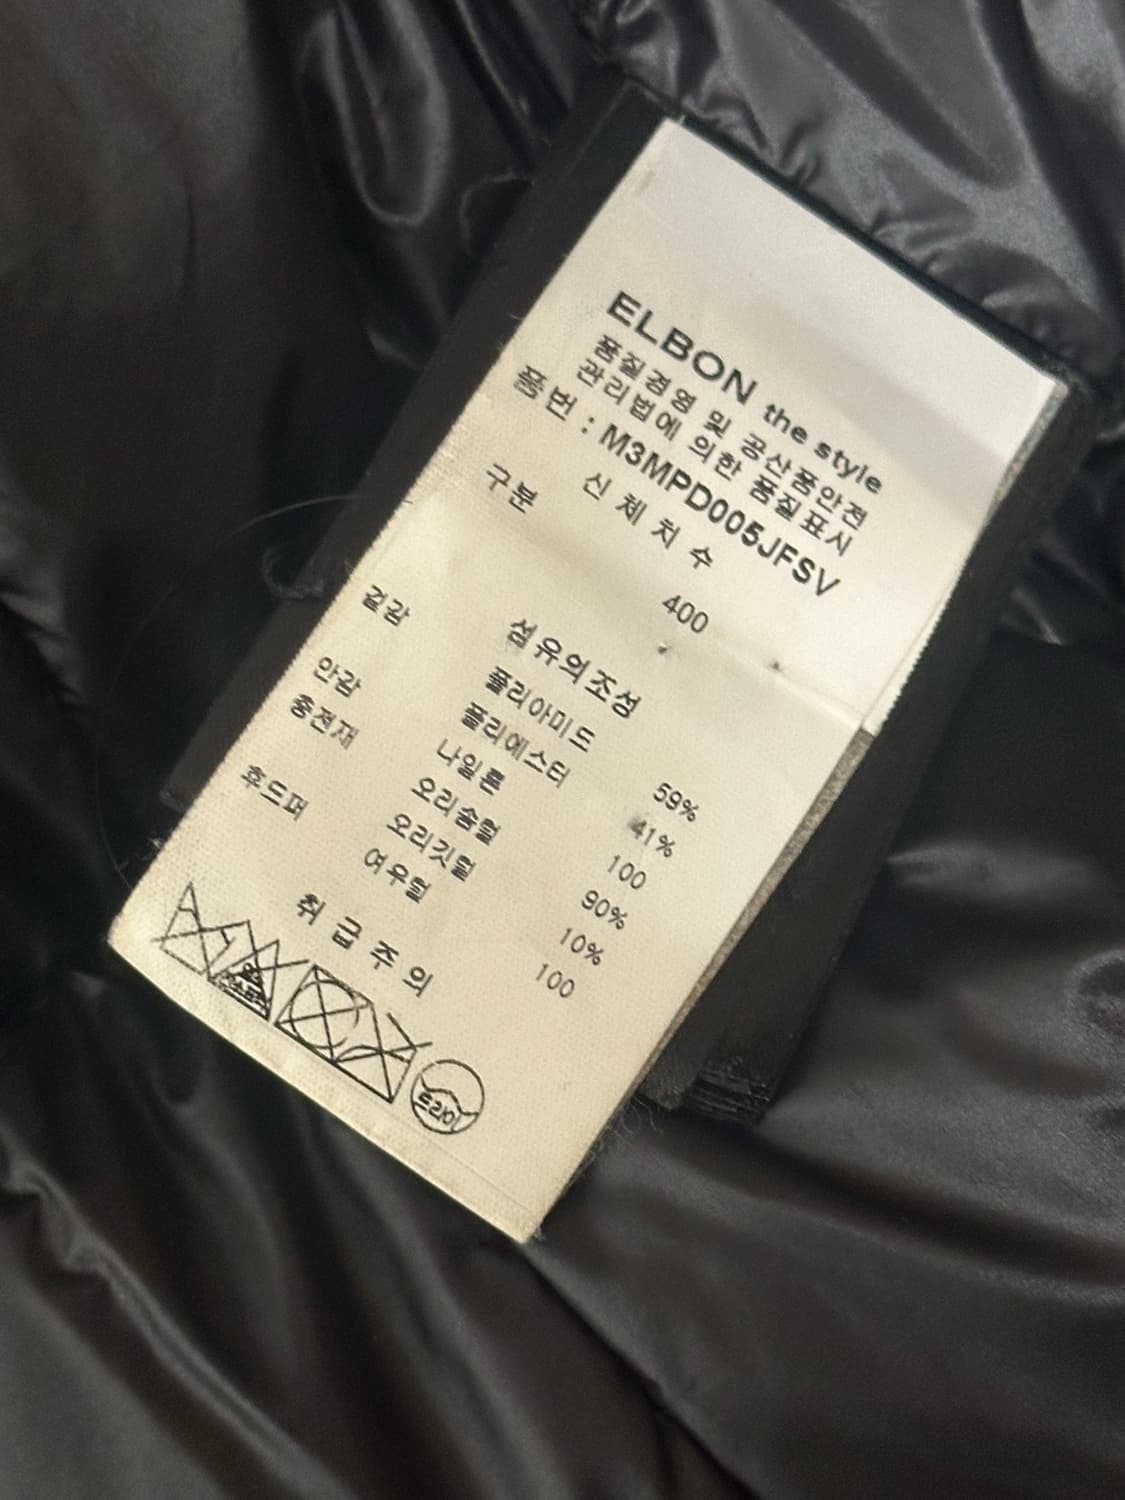 ELBON the style
품질경영 및 공산품안전
관리법에 의한 품질표시
품번 : M3MPD005JFSV
구분 신체치수
400
섬유의조성
겉감 폴리아미드 59%
폴리에스터 41%
안감 나일론 100
충전재 오리솜털 90%
오리깃털 10%
후드퍼 여우털 100
취급주의
드라이